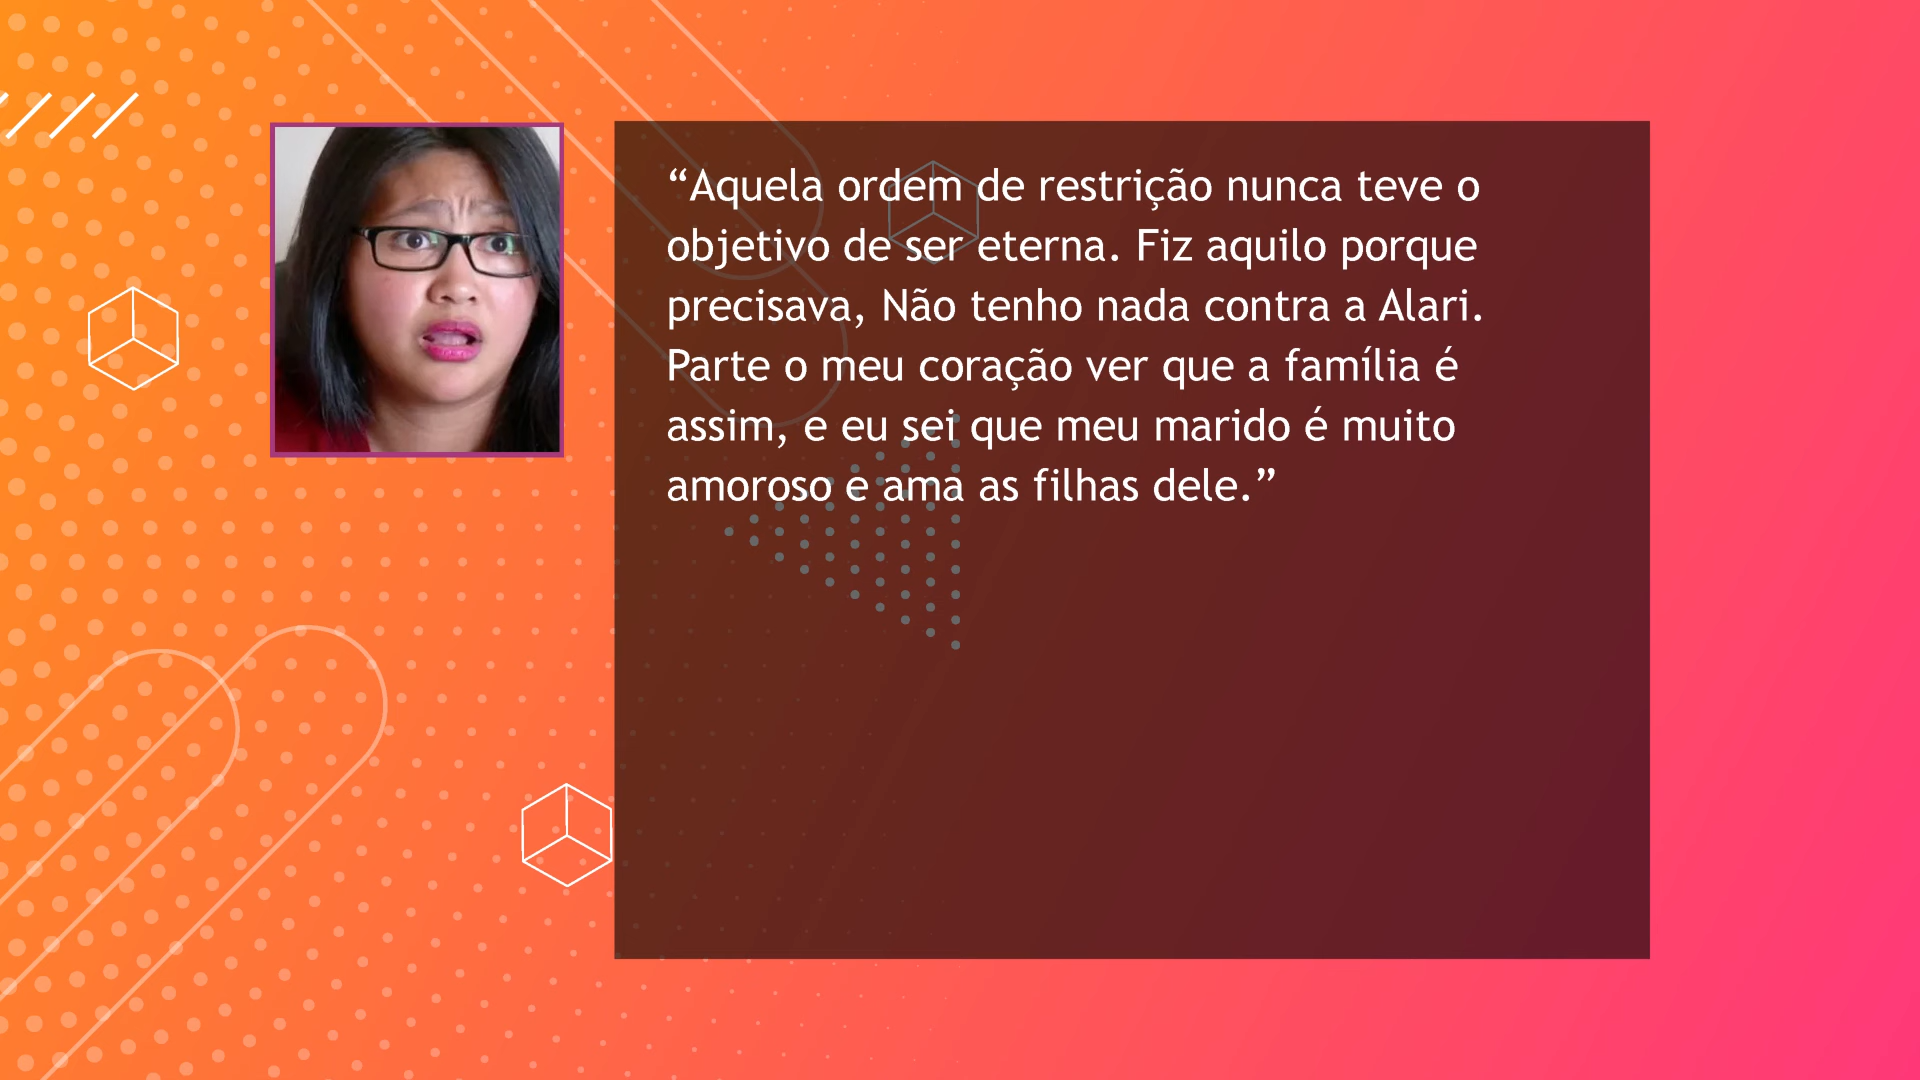 “Aquela ordem de restrição nunca teve o
objetivo de ser eterna. Fiz aquilo porque
precisava, Não tenho nada contra a Alari.
Parte o meu coração ver que a família é
assim, e eu sei que meu marido é muito
amoroso e ama as filhas dele.”